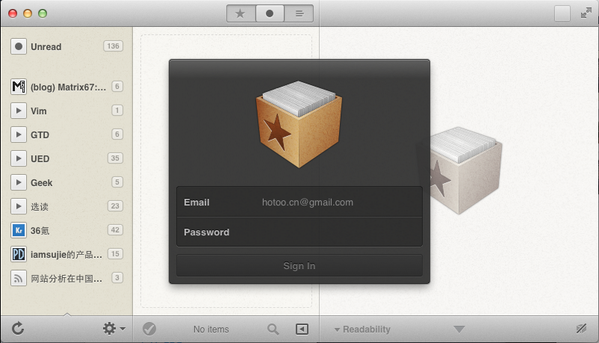 Unread 136
(blog) Matrix67:... 6
Vim 1
GTD 6
UED 35
Geek 5
选读 23
36氪 42
iamsujie的产品... 15
网站分析在中国... 3
Email hotoo.cn@gmail.com
Password
Sign In
No items
Readability